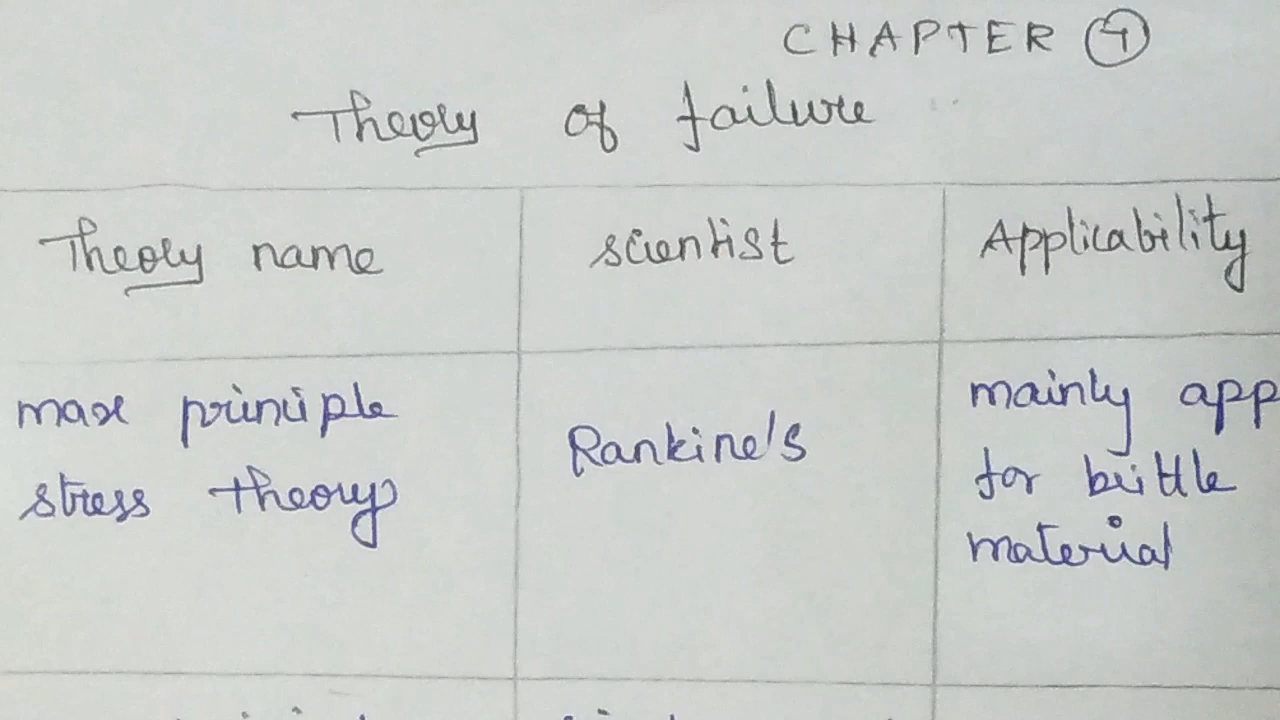 CHAPTER 4
Theory of failure
Theory name
scientist
Applicability
max principle
stress theory
Rankine's
mainly app
for brittle
material